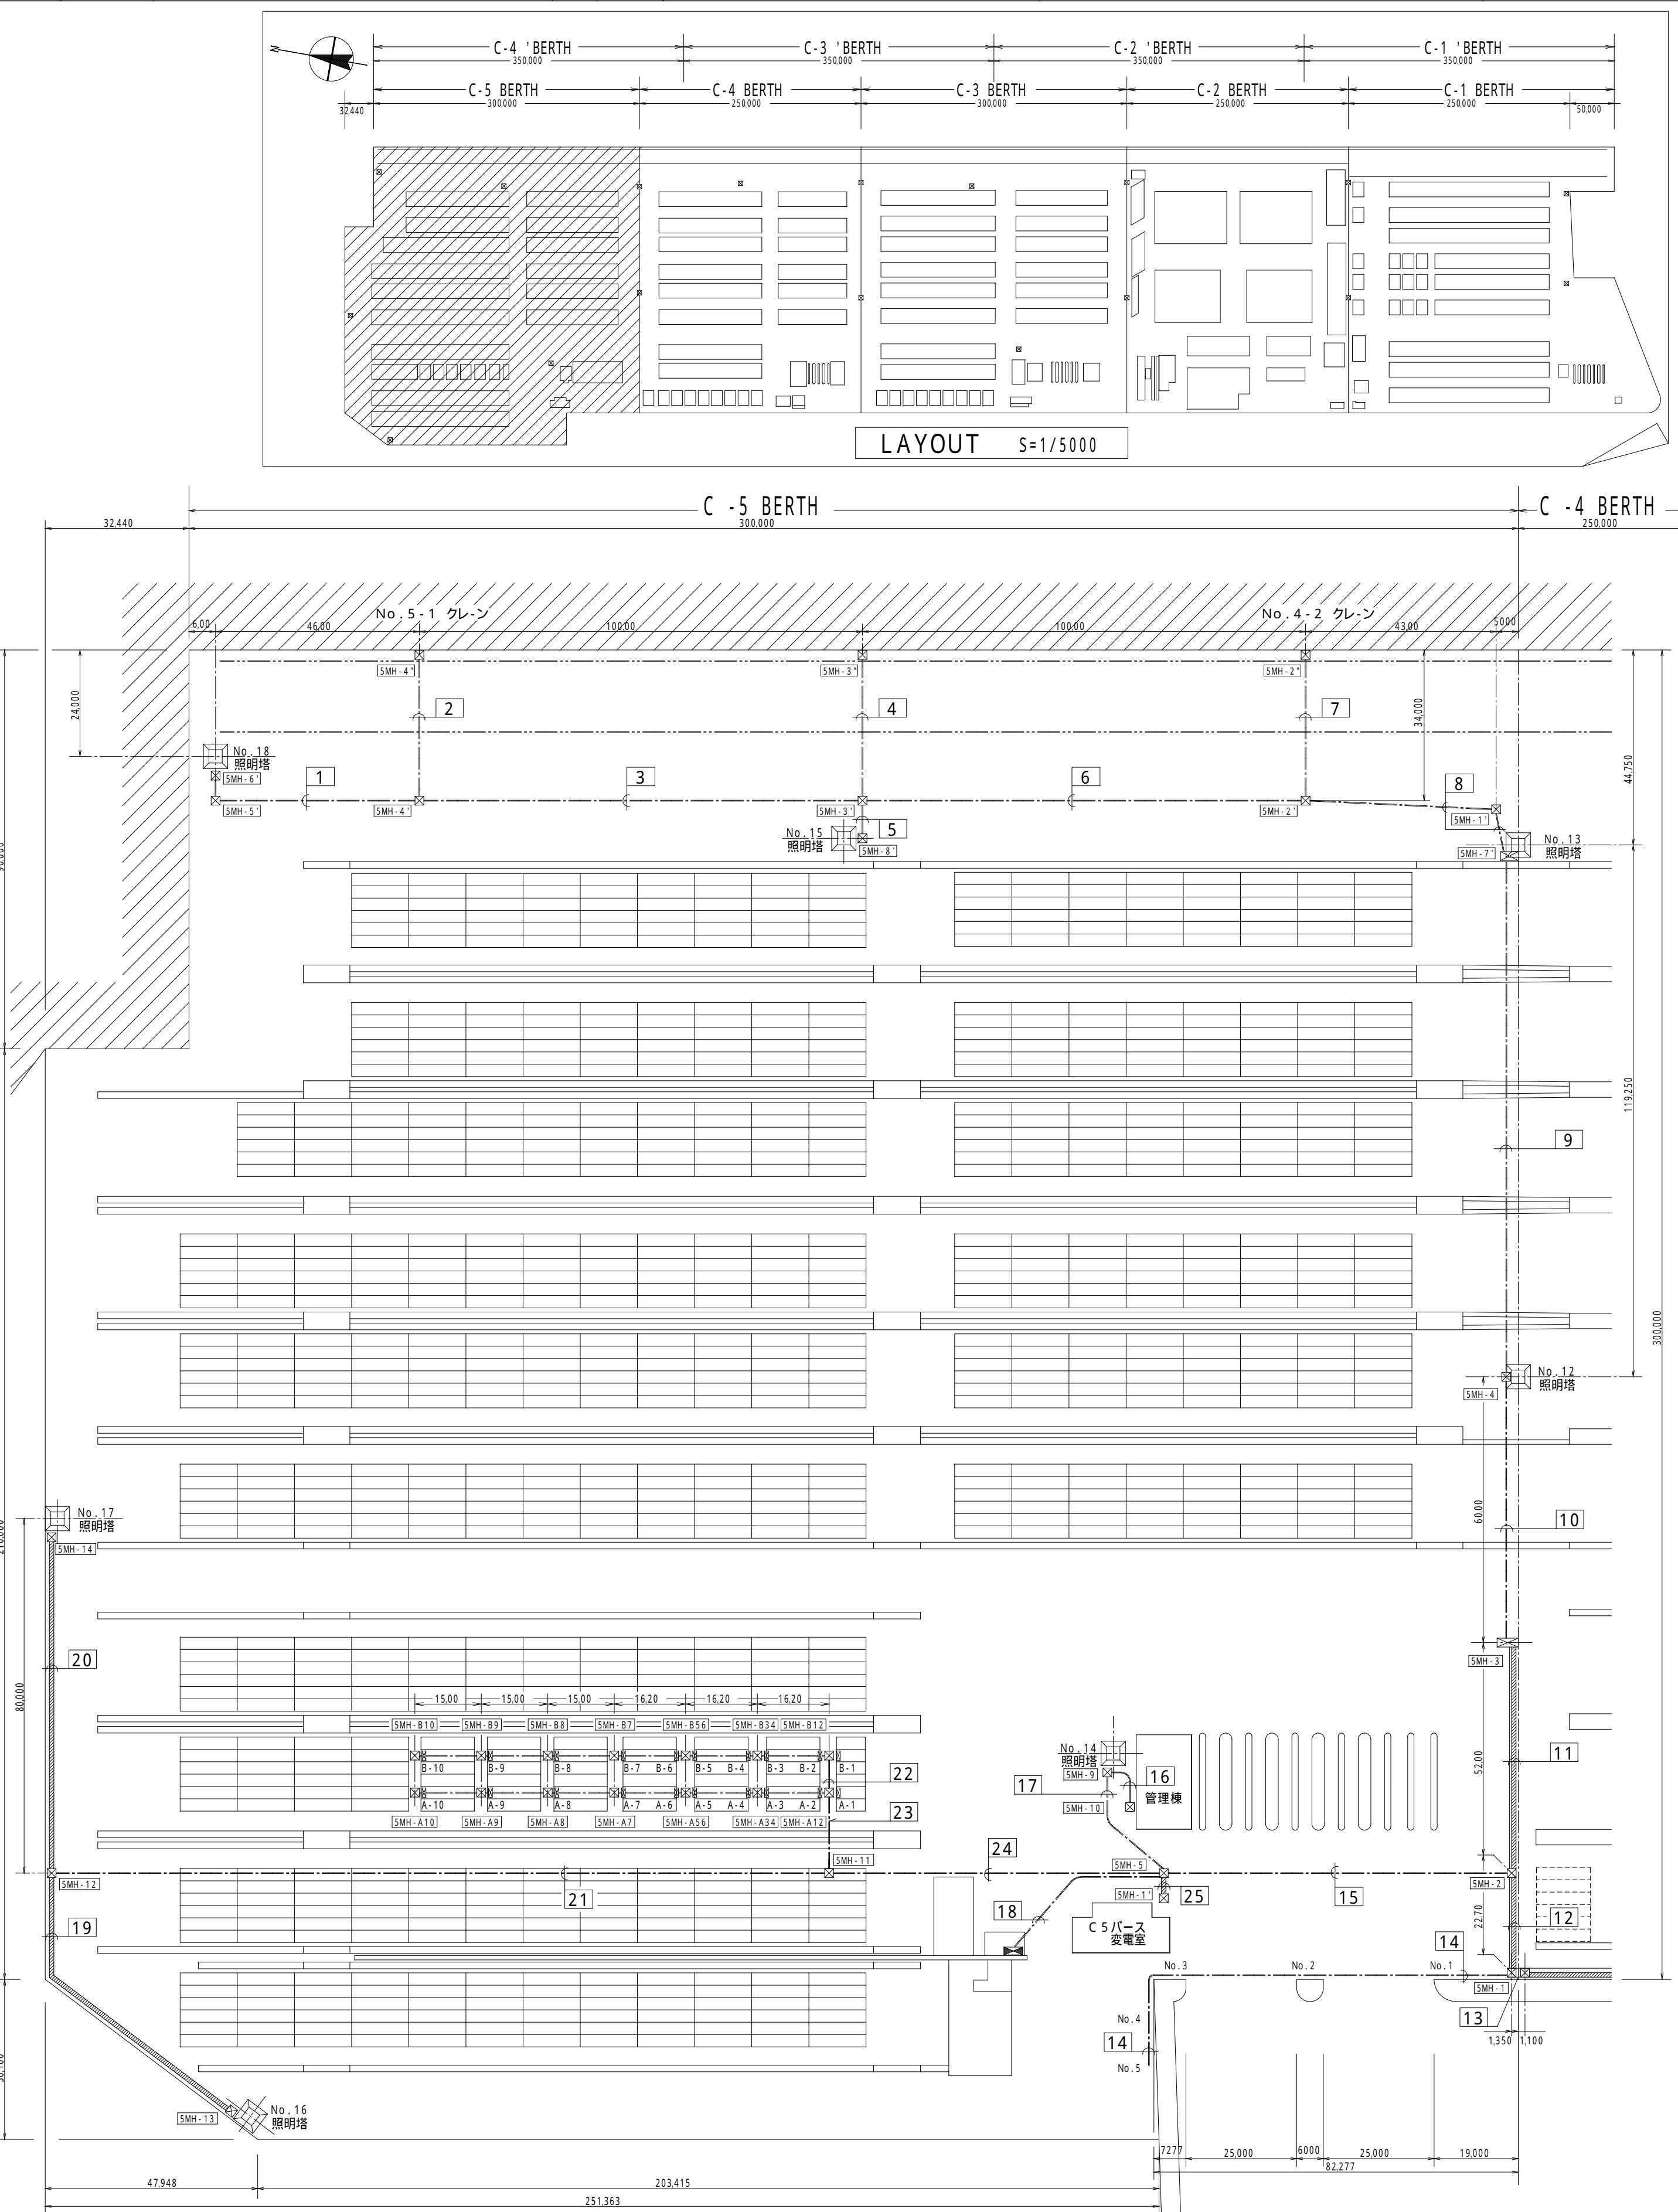 N
C-4 'BERTH
C-3 'BERTH
C-2 'BERTH
C-1 'BERTH
350,000
350,000
350,000
350,000
C-5 BERTH
C-4 BERTH
C-3 BERTH
C-2 BERTH
C-1 BERTH
32,440
300,000
250,000
300,000
250,000
250,000
50,000
LAYOUT S=1/5000
C -5 BERTH
C -4 BERTH
32,440
300,000
250,000
No.5-1 クレ-ン
No.4-2 クレ-ン
6,00
46,00
100,00
100,00
43,00
5000
5MH-4"
5MH-3"
5MH-2"
24,000
2
4
7
34,000
44,750
No.18
照明塔
5MH-6'
1
3
6
8
5MH-5'
5MH-4'
5MH-3'
5MH-2'
5MH-1'
No.15
照明塔
5
5MH-8'
5MH-7'
No.13
照明塔
119,250
9
300,000
No.12
照明塔
5MH-4
60,00
10
No.17
照明塔
5MH-14
20
80,000
5MH-3
15,00
15,00
15,00
16,20
16,20
16,20
5MH-B10
5MH-B9
5MH-B8
5MH-B7
5MH-B56
5MH-B34
5MH-B12
B-10
B-9
B-8
B-7
B-6
B-5
B-4
B-3
B-2
B-1
A-10
A-9
A-8
A-7
A-6
A-5
A-4
A-3
A-2
A-1
5MH-A10
5MH-A9
5MH-A8
5MH-A7
5MH-A56
5MH-A34
5MH-A12
22
23
No.14
照明塔
5MH-9
17
16
5MH-10
管理棟
52,00
11
24
5MH-11
5MH-5
5MH-12
21
5MH-1'
25
15
5MH-2
19
18
C5バース
変電室
22,70
12
14
No.3
No.2
No.1
5MH-1
13
No.4
14
No.5
1,350
1,100
5MH-13
No.16
照明塔
7277
25,000
6000
25,000
19,000
82,277
47,948
203,415
251,363